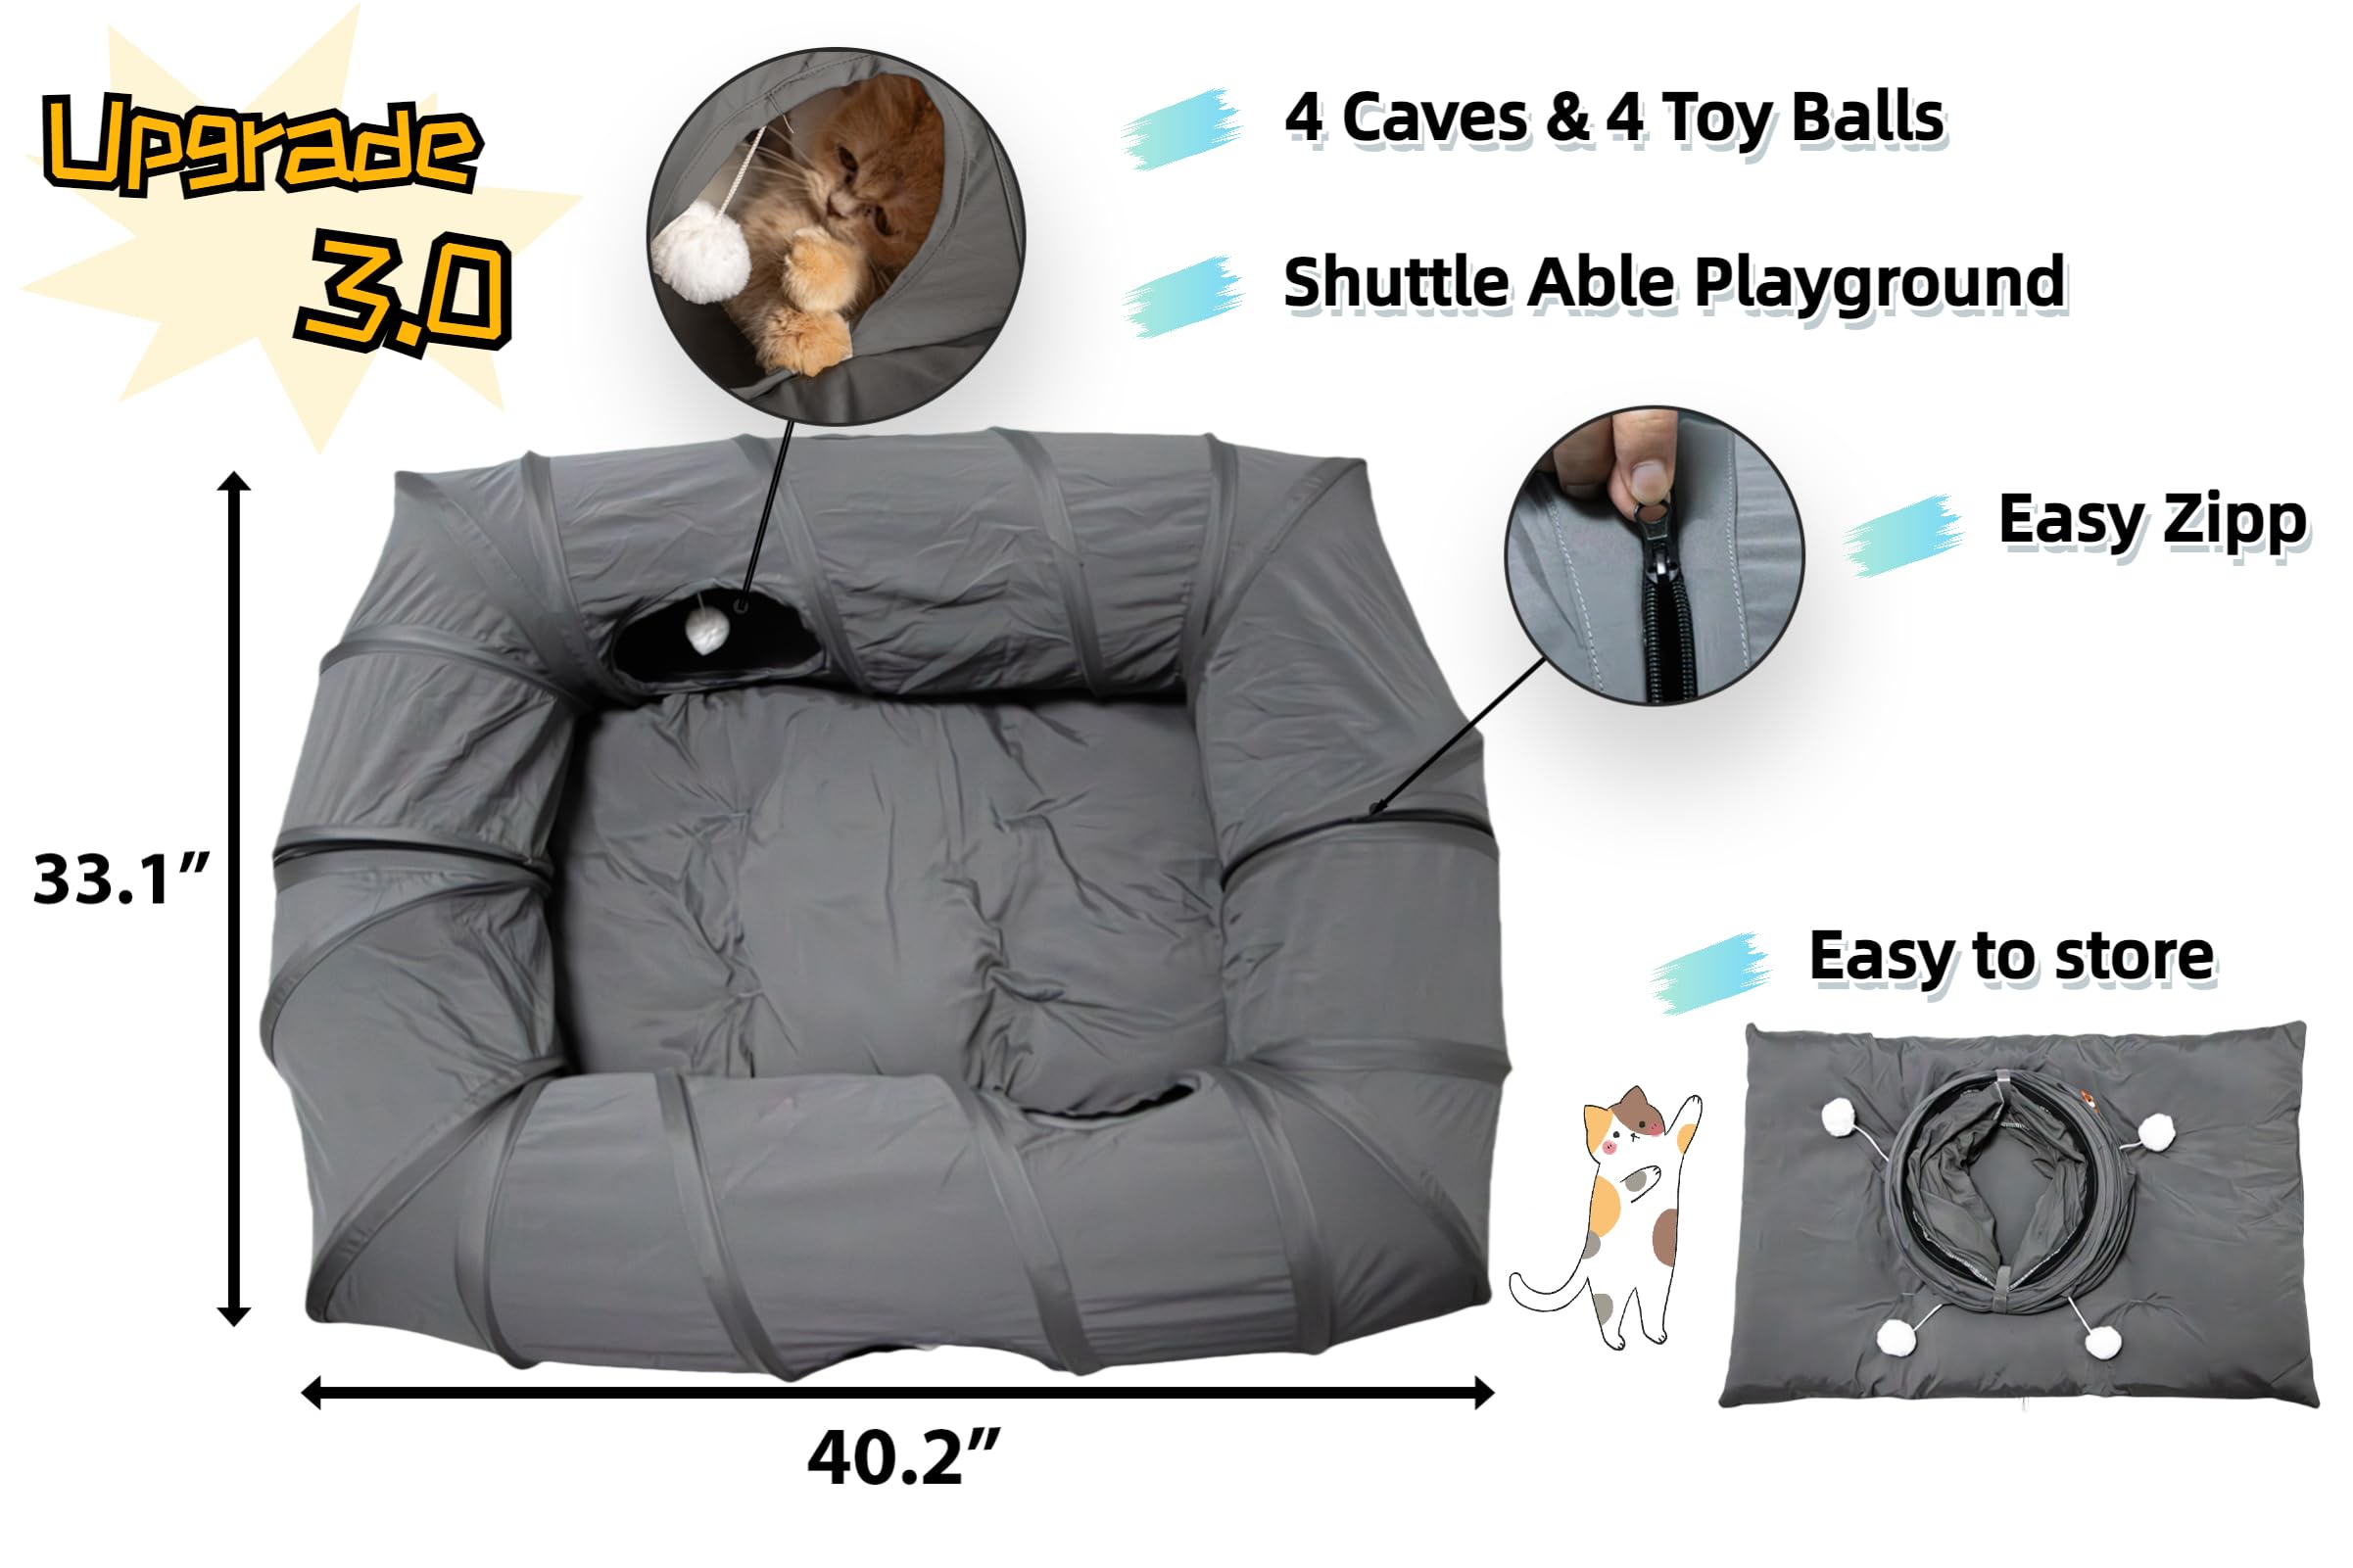 Upgrade
3.0
4 Caves & 4 Toy Balls
Shuttle Able Playground
Easy Zipp
33.1”
Easy to store
40.2”